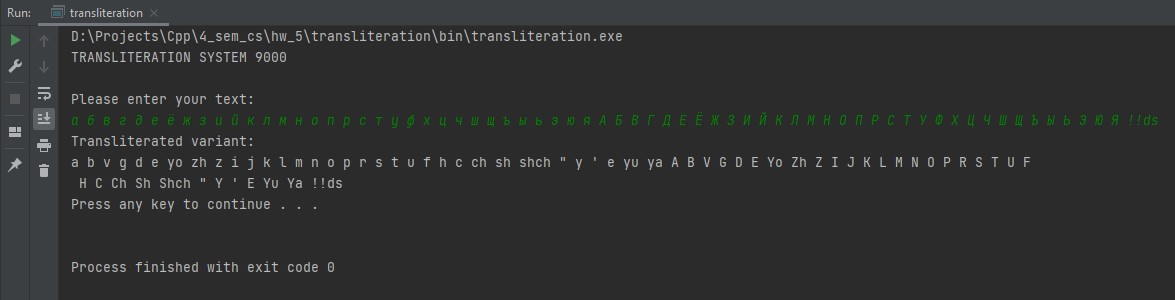 Run: transliteration
D:\Projects\Cpp\4_sem_cs\hw_5\transliteration\bin\transliteration.exe
TRANSLITERATION SYSTEM 9000
Please enter your text:
а б в г д е ё ж з и й к л м н о п р с т у ф х ц ч ш щ ъ ы ь э ю я А Б В Г Д Е Ё Ж З И Й К Л М Н О П Р С Т У Ф Х Ц Ч Ш Щ Ъ Ы Ь Э Ю Я !!ds
Transliterated variant:
a b v g d e yo zh z i j k l m n o p r s t u f h c ch sh shch " y ' e yu ya A B V G D E Yo Zh Z I J K L M N O P R S T U F
H C Ch Sh Shch " Y ' E Yu Ya !!ds
Press any key to continue . . .
Process finished with exit code 0